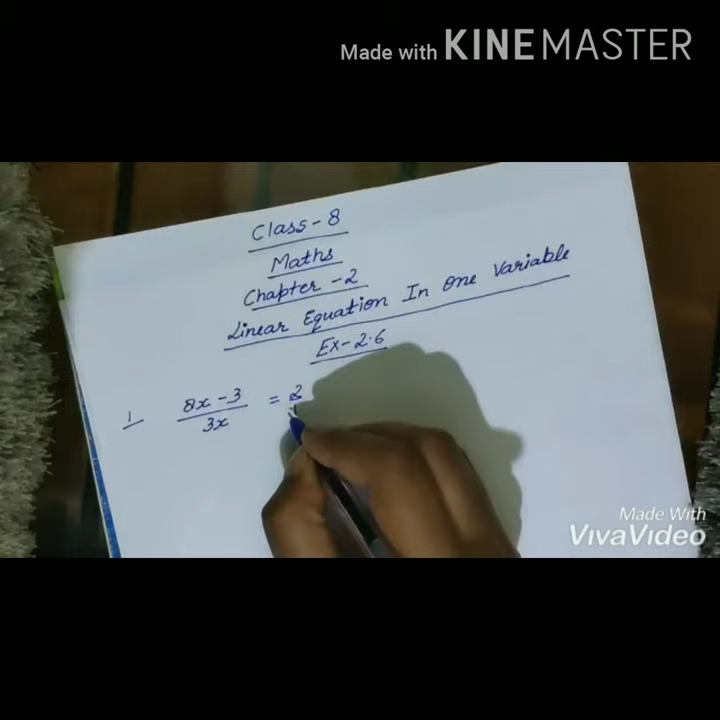 Made with KINEMASTER
Class-8
Maths
Chapter -2
Linear Equation In One Variable
Ex-2.6
1 8x-3/3x = 2
Made With
VIVAVIDEO